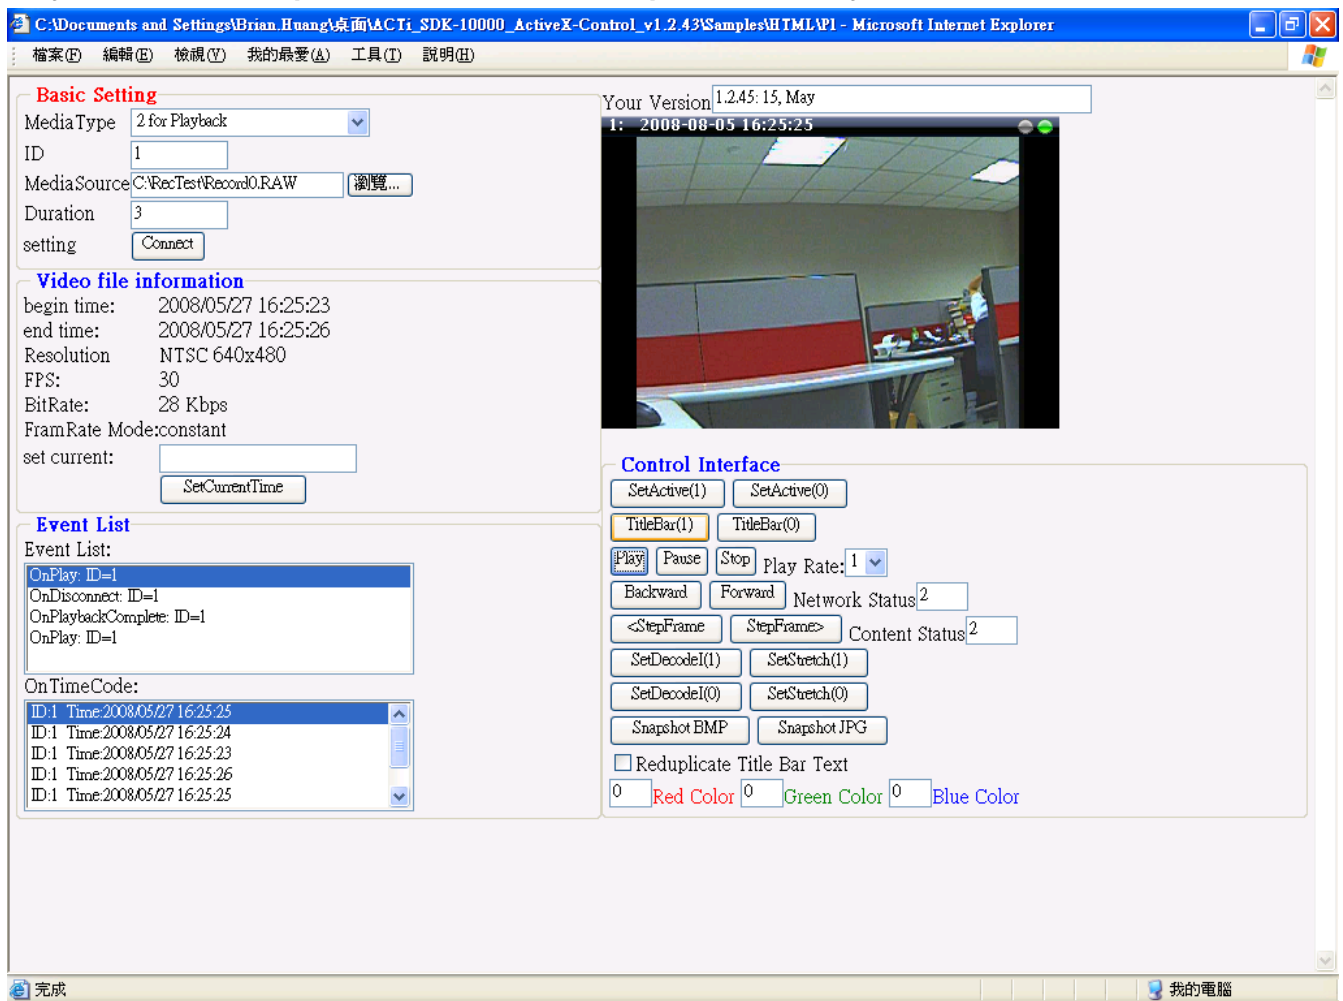 C:\Documents and Settings\Brian.Huang\桌面\ACTi_SDK-10000_ActiveX-Control_v1.2.43\Samples\HTML\Pl - Microsoft Internet Explorer
檔案(F) 編輯(E) 檢視(V) 我的最愛(A) 工具(T) 說明(H)
Basic Setting
MediaType 2 for Playback
ID 1
MediaSource C:\RecTest\Record0.RAW 瀏覽...
Duration 3
setting Connect
Video file information
begin time: 2008/05/27 16:25:23
end time: 2008/05/27 16:25:26
Resolution NTSC 640x480
FPS: 30
BitRate: 28 Kbps
FramRate Mode:constant
set current:
SetCurrentTime
Event List
Event List:
OnPlay: ID=1
OnDisconnect: ID=1
OnPlaybackComplete: ID=1
OnPlay: ID=1
OnTimeCode:
ID:1 Time:2008/05/27 16:25:25
ID:1 Time:2008/05/27 16:25:24
ID:1 Time:2008/05/27 16:25:23
ID:1 Time:2008/05/27 16:25:26
ID:1 Time:2008/05/27 16:25:25
Your Version 1.2.45: 15, May
1: 2008-08-05 16:25:25
Control Interface
SetActive(1) SetActive(0)
TitleBar(1) TitleBar(0)
Play Pause Stop Play Rate: 1
Backward Forward Network Status 2
<StepFrame StepFrame> Content Status 2
SetDecodeI(1) SetStretch(1)
SetDecodeI(0) SetStretch(0)
Snapshot BMP Snapshot JPG
Reduplicate Title Bar Text
0 Red Color 0 Green Color 0 Blue Color
完成 我的電腦